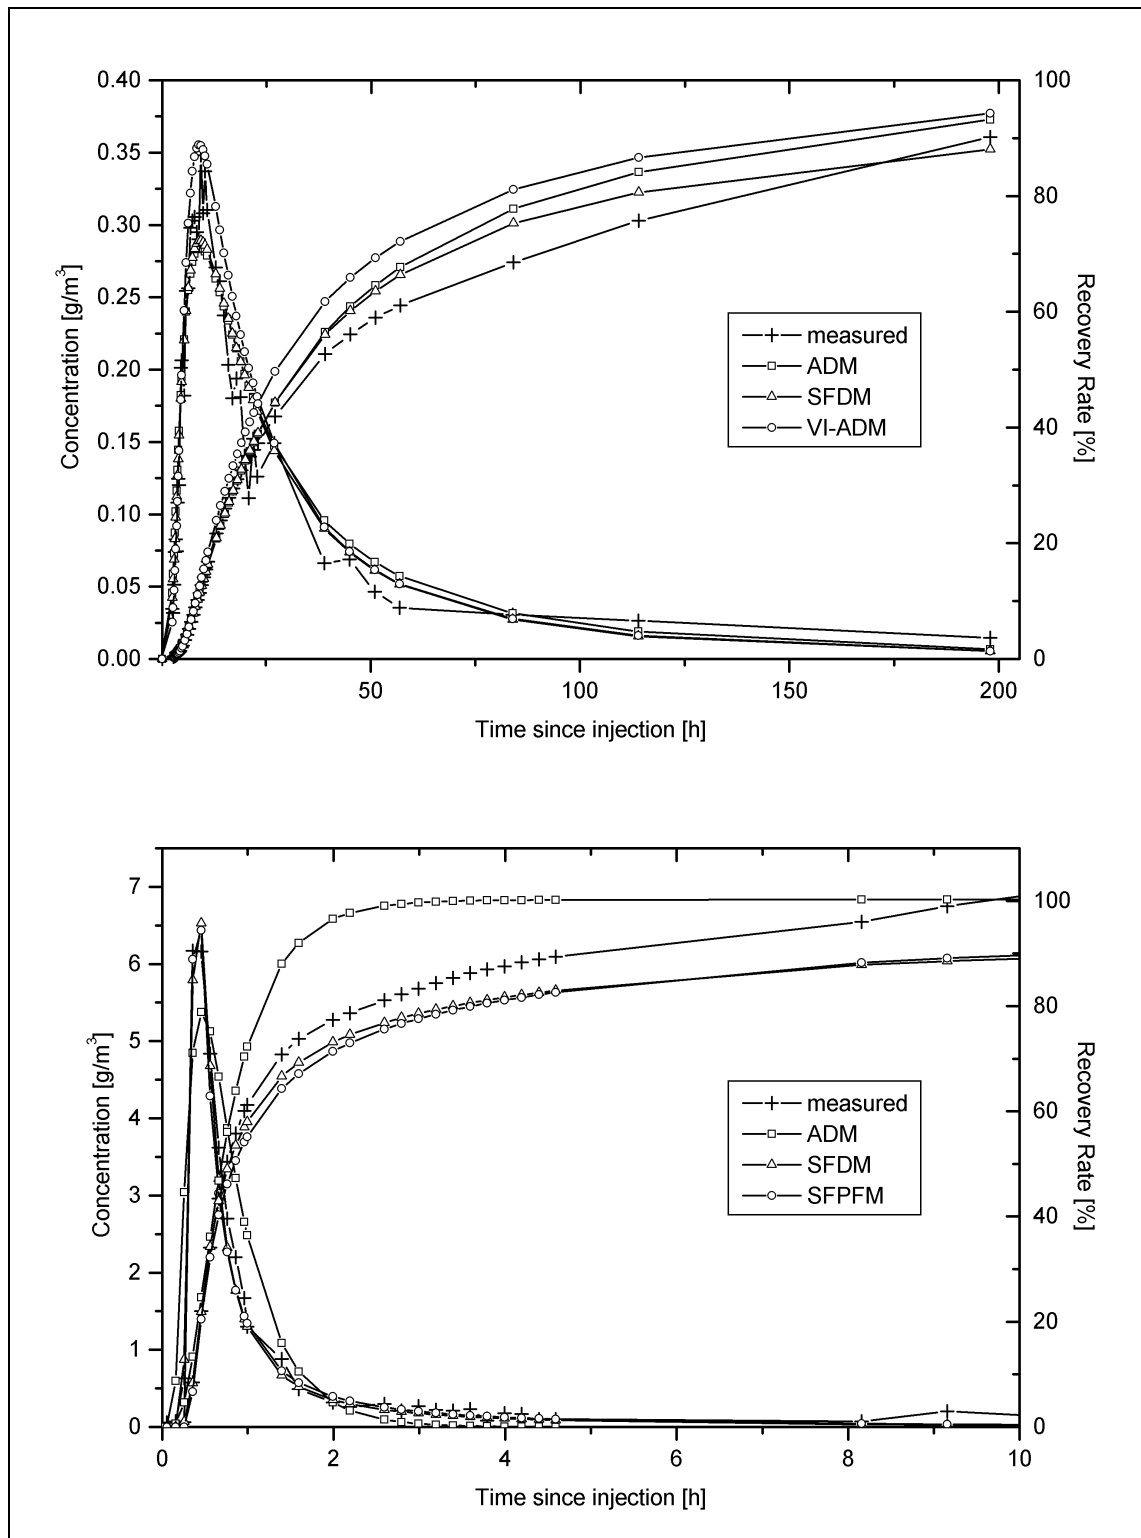 0.40
0.35
0.30
0.25
0.20
0.15
0.10
0.05
0.00
Concentration [g/m³]
100
80
60
40
20
0
Recovery Rate [%]
measured
ADM
SFDM
VI-ADM
50
100
150
200
Time since injection [h]
7
6
5
4
3
2
1
0
Concentration [g/m³]
100
80
60
40
20
0
Recovery Rate [%]
measured
ADM
SFDM
SFPFM
0
2
4
6
8
10
Time since injection [h]